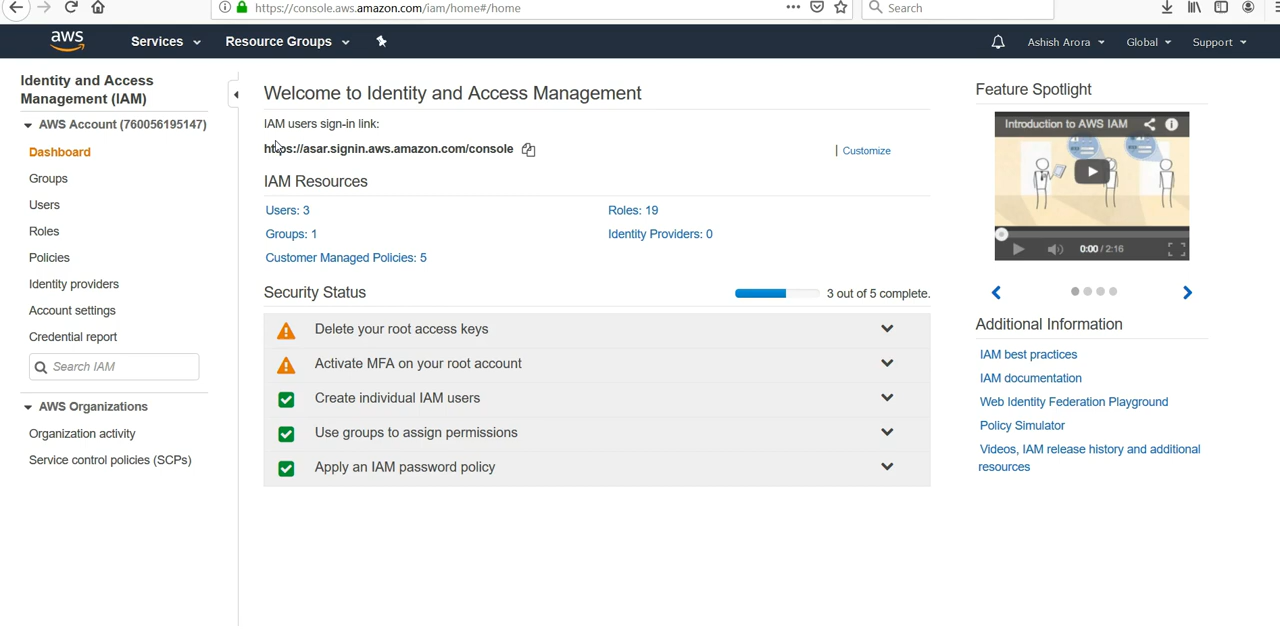 https://console.aws.amazon.com/iam/home#/home
Search
aws
Services
Resource Groups
Ashish Arora
Global
Support
Identity and Access
Management (IAM)
AWS Account (760056195147)
Dashboard
Groups
Users
Roles
Policies
Identity providers
Account settings
Credential report
Search IAM
AWS Organizations
Organization activity
Service control policies (SCPs)
Welcome to Identity and Access Management
IAM users sign-in link:
https://asar.signin.aws.amazon.com/console
| Customize
IAM Resources
Users: 3
Roles: 19
Groups: 1
Identity Providers: 0
Customer Managed Policies: 5
Security Status
3 out of 5 complete.
Delete your root access keys
Activate MFA on your root account
Create individual IAM users
Use groups to assign permissions
Apply an IAM password policy
Feature Spotlight
Introduction to AWS IAM
0:00 / 2:16
Additional Information
IAM best practices
IAM documentation
Web Identity Federation Playground
Policy Simulator
Videos, IAM release history and additional
resources